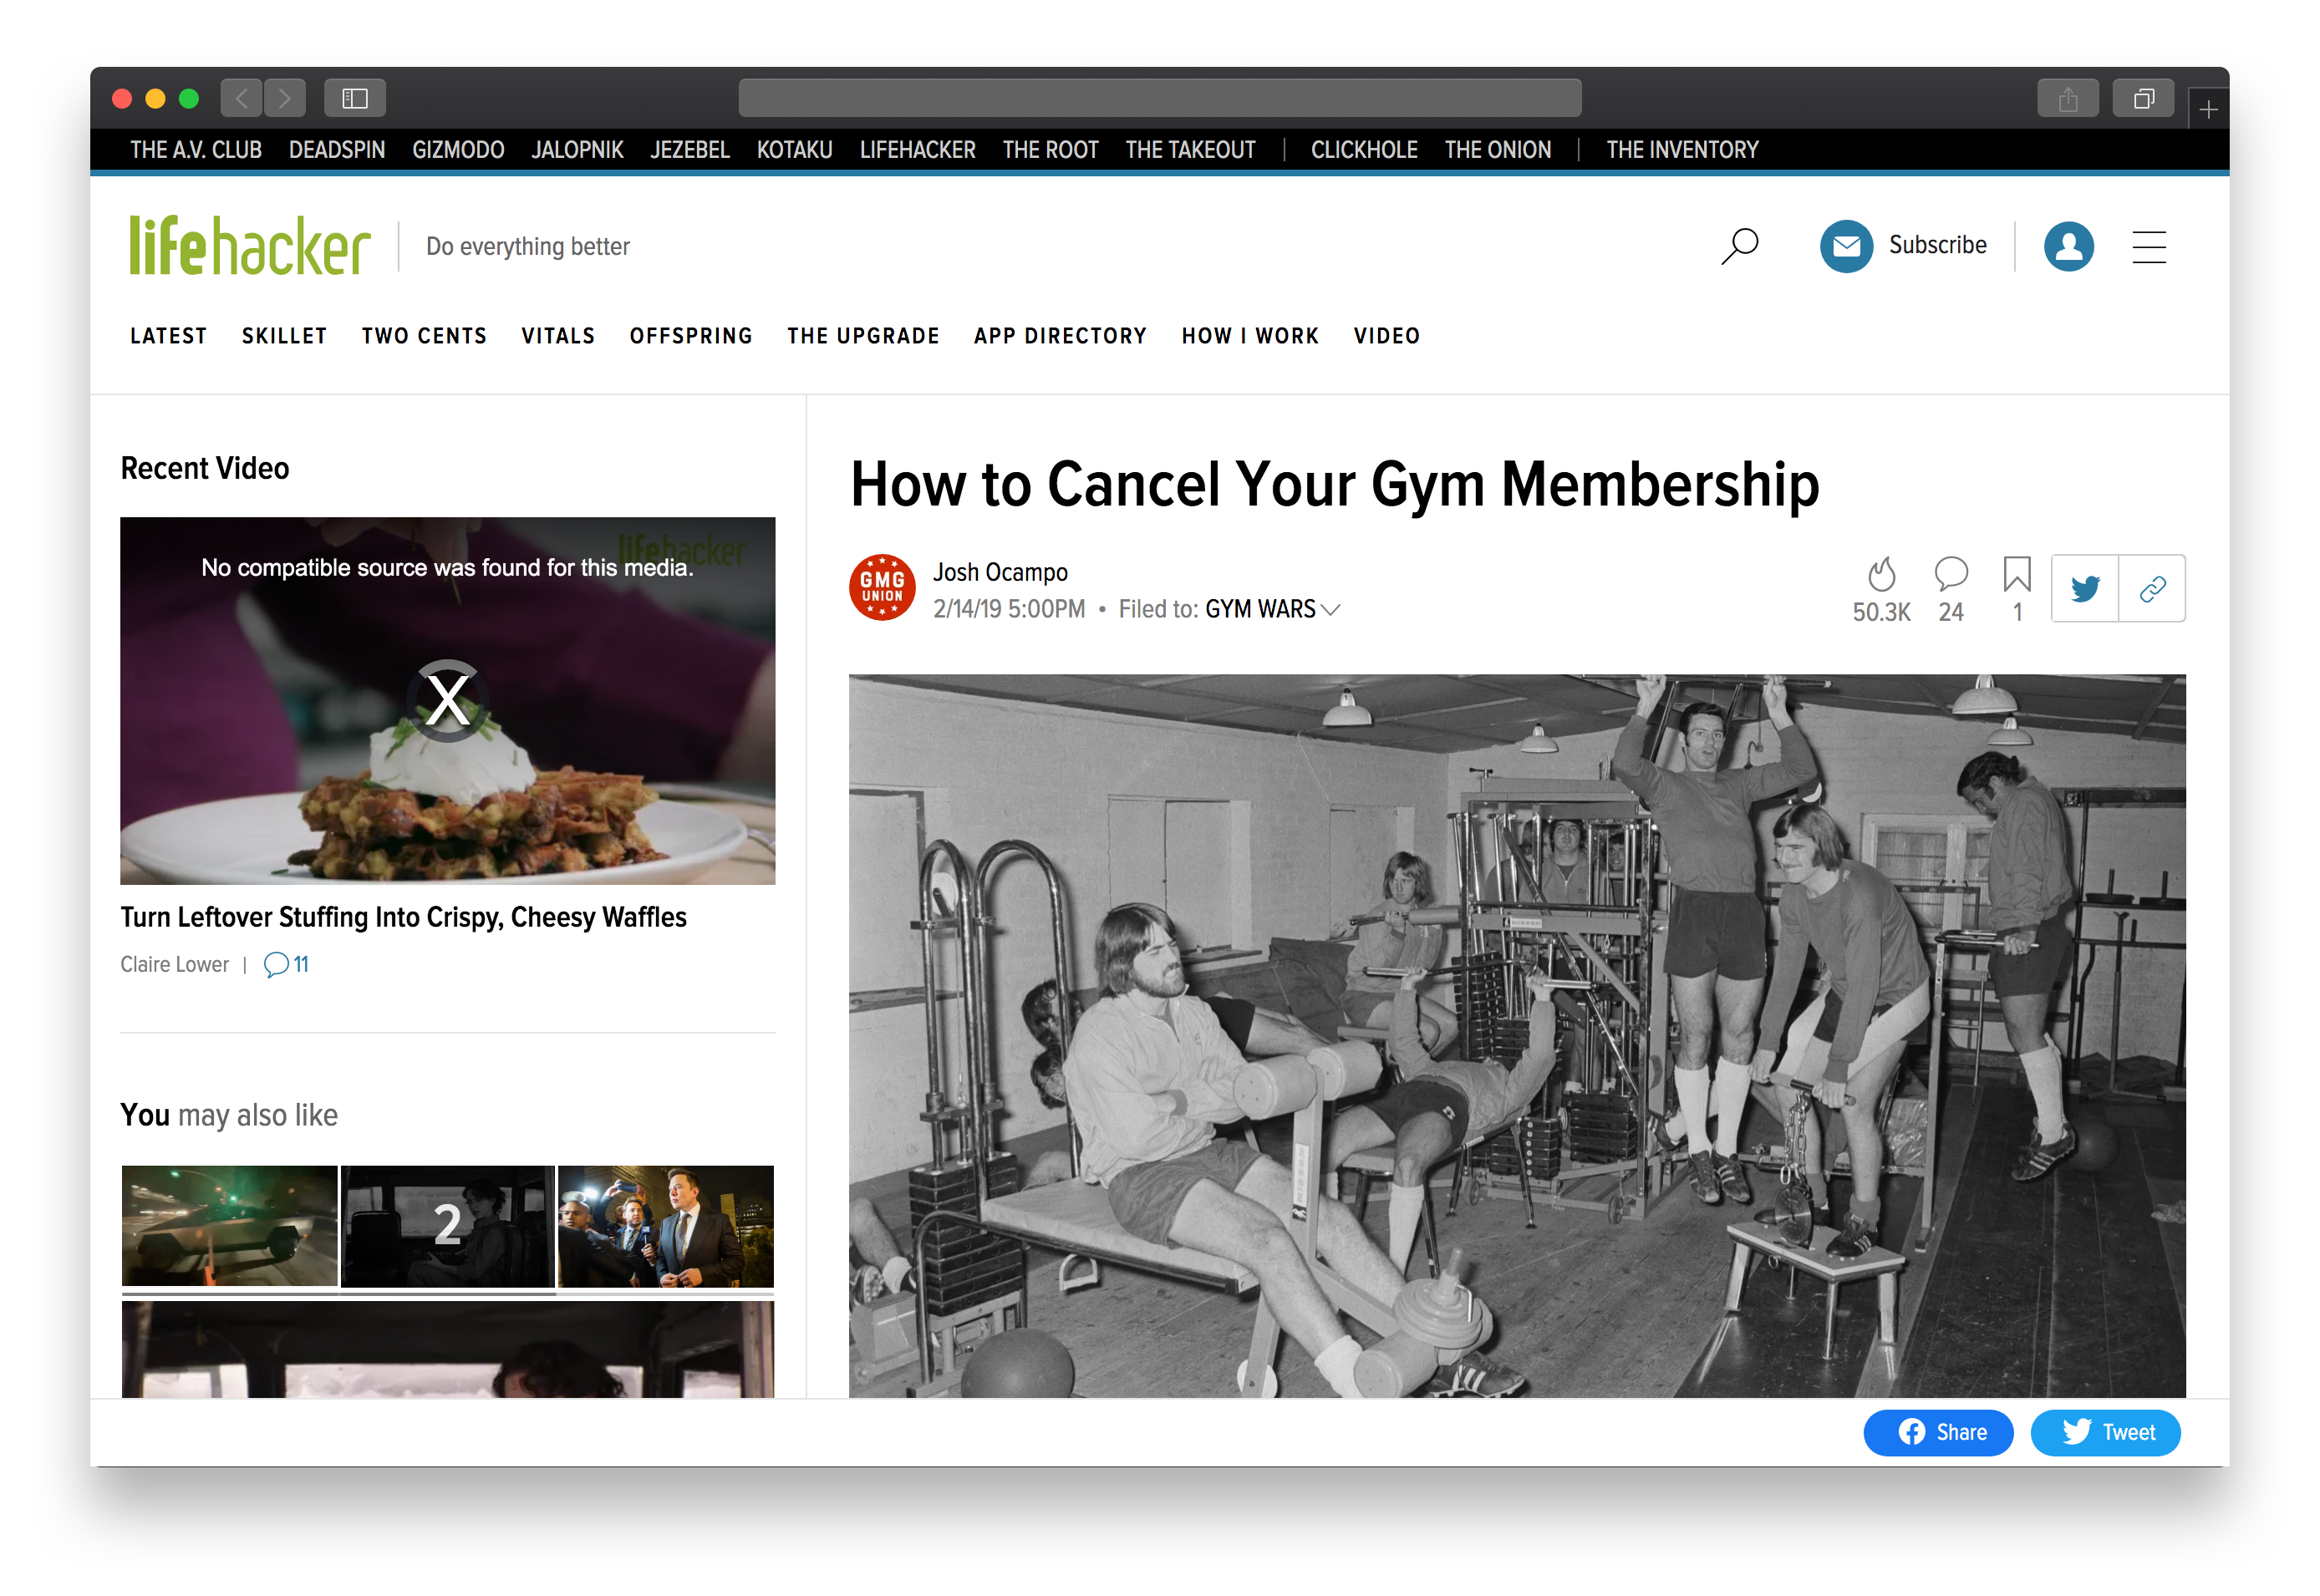 THE A.V. CLUB DEADSPIN GIZMODO JALOPNIK JEZEBEL KOTAKU LIFEHACKER THE ROOT THE TAKEOUT | CLICKHOLE THE ONION | THE INVENTORY
lifehacker Do everything better Subscribe
LATEST SKILLET TWO CENTS VITALS OFFSPRING THE UPGRADE APP DIRECTORY HOW I WORK VIDEO
Recent Video
lifehacker
No compatible source was found for this media.
X
Turn Leftover Stuffing Into Crispy, Cheesy Waffles
Claire Lower | 11
You may also like
2
How to Cancel Your Gym Membership
GMG
UNION
Josh Ocampo
2/14/19 5:00PM • Filed to: GYM WARS
50.3K 24 1
Share Tweet